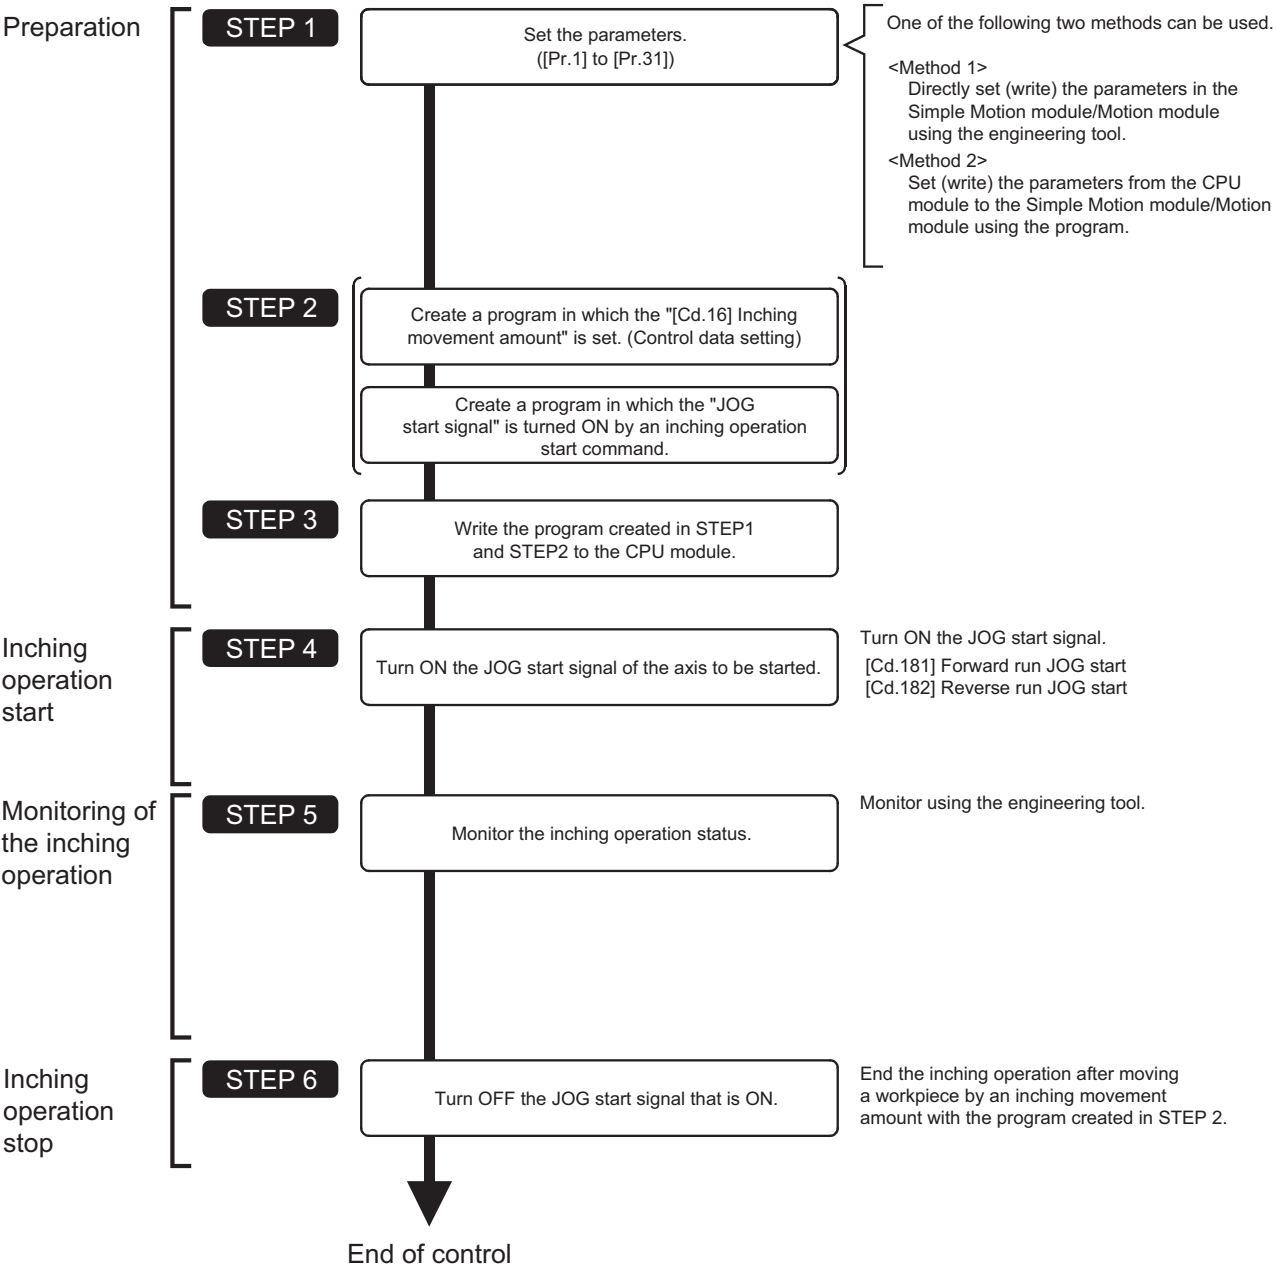 Preparation
STEP 1
Set the parameters.
([Pr.1] to [Pr.31])
One of the following two methods can be used.
<Method 1>
Directly set (write) the parameters in the
Simple Motion module/Motion module
using the engineering tool.
<Method 2>
Set (write) the parameters from the CPU
module to the Simple Motion module/Motion
module using the program.
STEP 2
Create a program in which the "[Cd.16] Inching
movement amount" is set. (Control data setting)
Create a program in which the "JOG
start signal" is turned ON by an inching operation
start command.
STEP 3
Write the program created in STEP1
and STEP2 to the CPU module.
Inching
operation
start
STEP 4
Turn ON the JOG start signal of the axis to be started.
Turn ON the JOG start signal.
[Cd.181] Forward run JOG start
[Cd.182] Reverse run JOG start
Monitoring of
the inching
operation
STEP 5
Monitor the inching operation status.
Monitor using the engineering tool.
Inching
operation
stop
STEP 6
Turn OFF the JOG start signal that is ON.
End the inching operation after moving
a workpiece by an inching movement
amount with the program created in STEP 2.
End of control